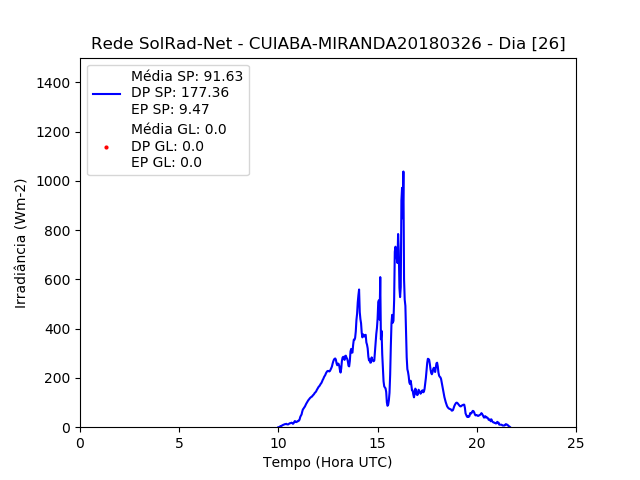 Rede SolRad-Net - CUIABA-MIRANDA20180326 - Dia [26]
Média SP: 91.63
DP SP: 177.36
EP SP: 9.47
Média GL: 0.0
DP GL: 0.0
EP GL: 0.0
1400
1200
1000
800
600
400
200
0
Irradiância (Wm-2)
0 5 10 15 20 25
Tempo (Hora UTC)